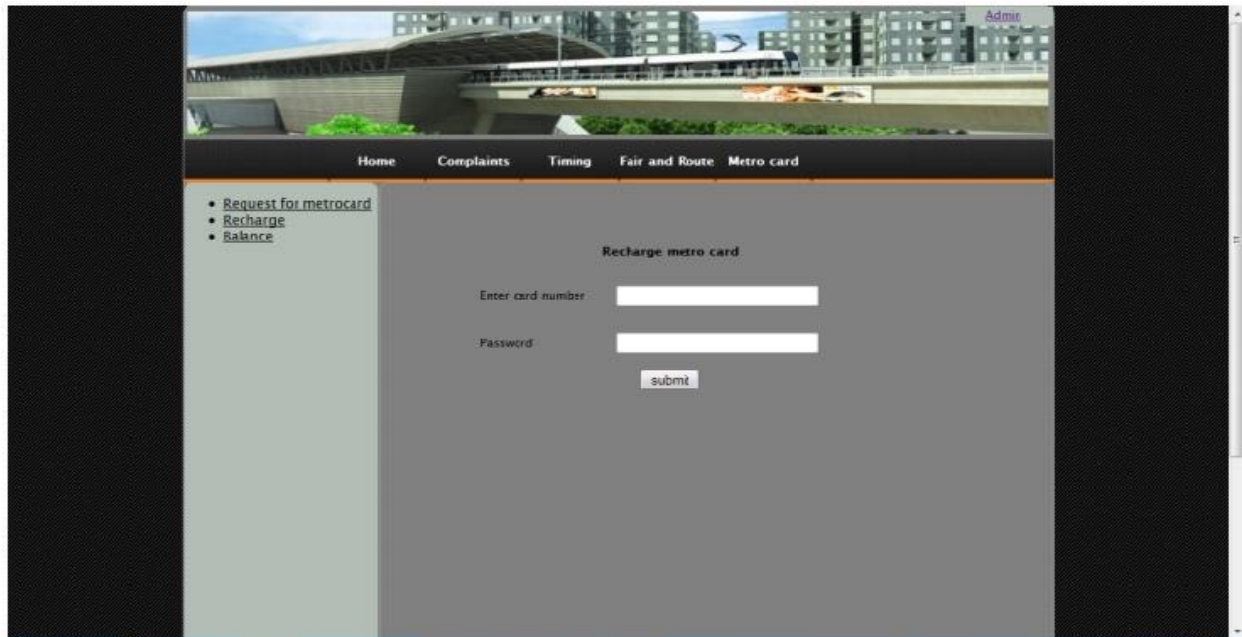 Admin
Home Complaints Timing Fair and Route Metro card
Request for metrocard
Recharge
Balance
Recharge metro card
Enter card number
Password
submit